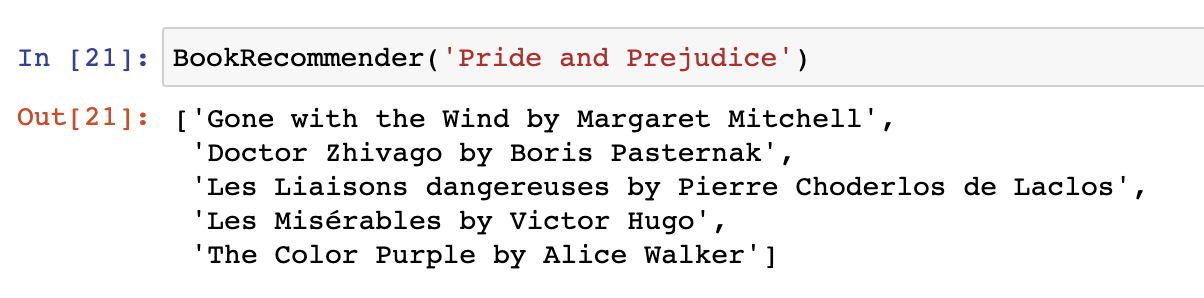 In [21]: BookRecommender('Pride and Prejudice')
Out[21]: ['Gone with the Wind by Margaret Mitchell',
'Doctor Zhivago by Boris Pasternak',
'Les Liaisons dangereuses by Pierre Choderlos de Laclos',
'Les Misérables by Victor Hugo',
'The Color Purple by Alice Walker']